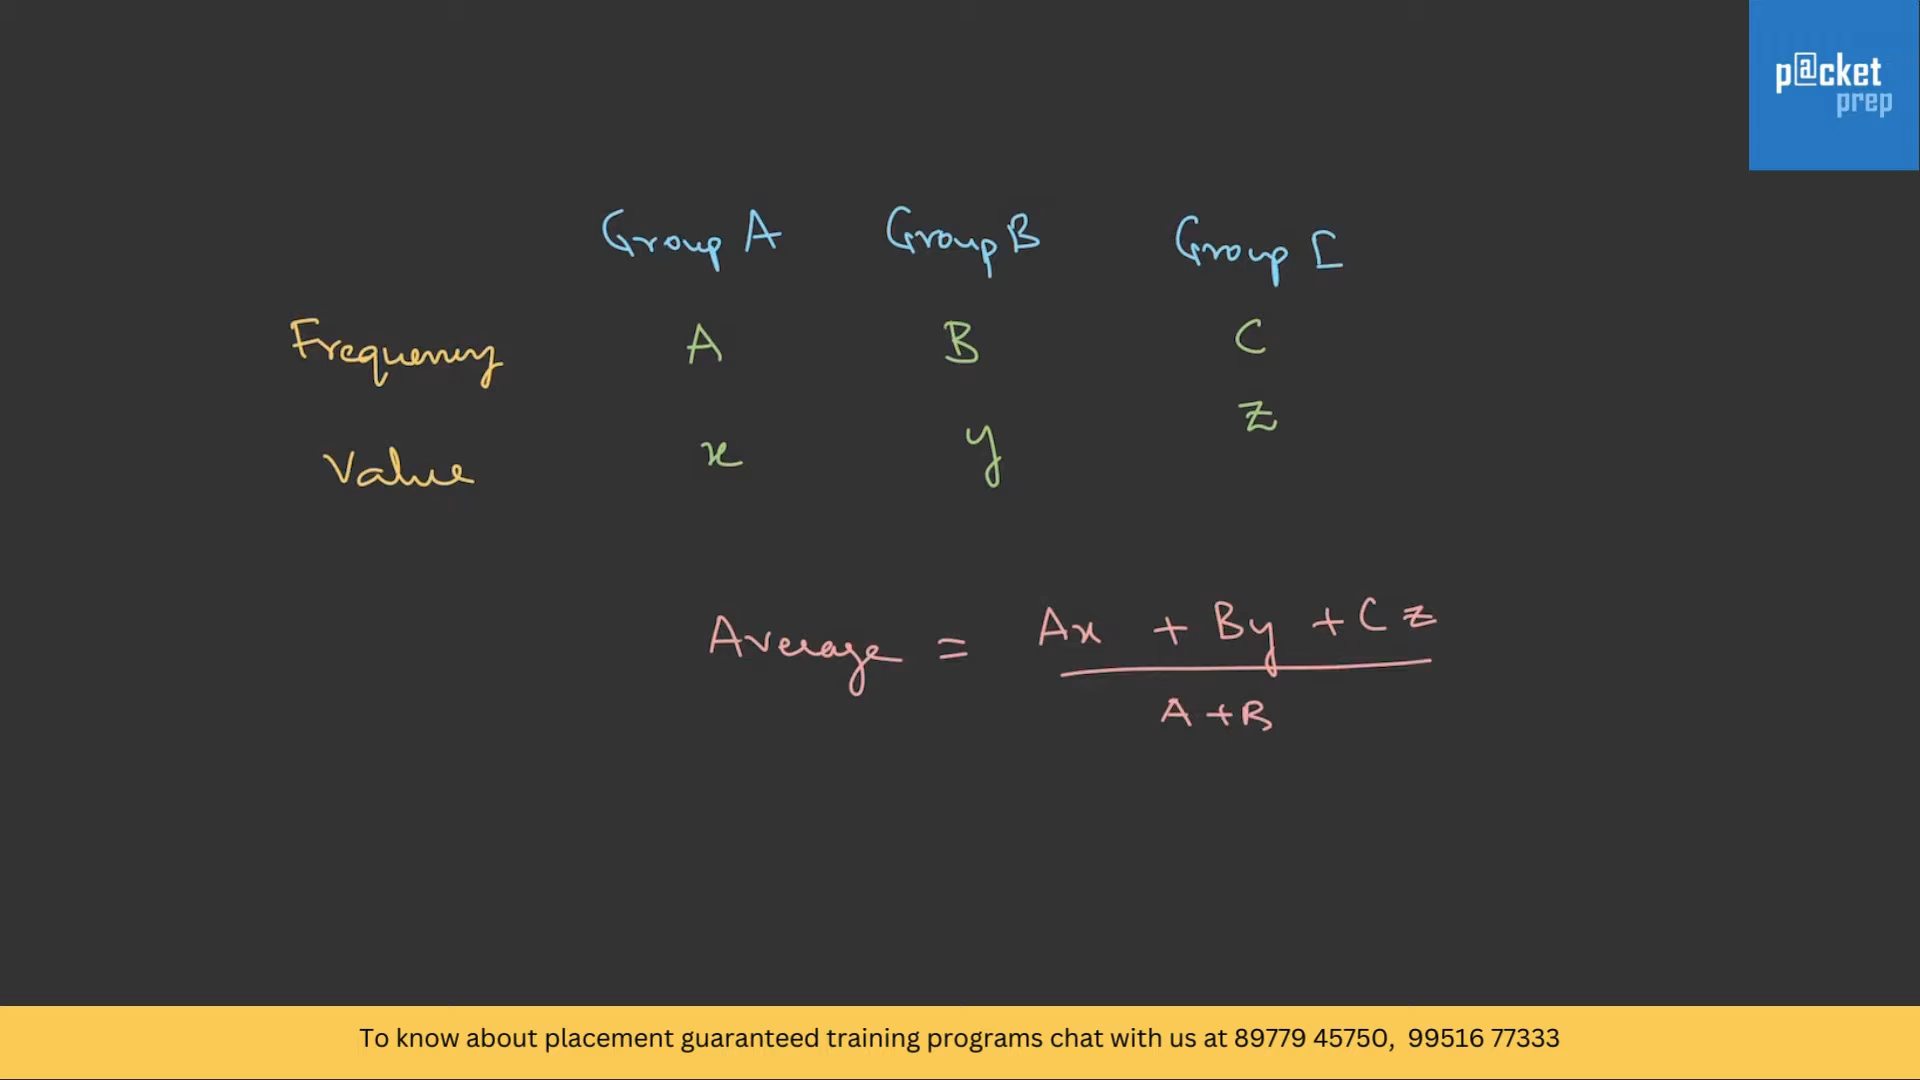 p@cket
prep
Group A Group B Group C
Frequency A B C
Value x y z
Average = Ax + By + Cz
A + B
To know about placement guaranteed training programs chat with us at 89779 45750, 99516 77333